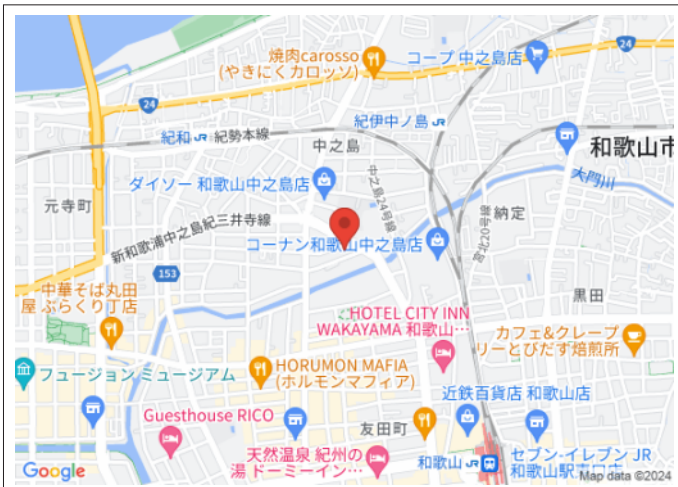 焼肉carosso
(やきにくカロッソ)
コープ 中之島店
24
24
紀伊中ノ島 JR
紀和 JR 紀勢本線
中之島
和歌山市
大門川
ダイソー 和歌山中之島店
中之島24号線
元寺町
納定
新和歌浦中之島紀三井寺線
コーナン和歌山中之島店
宮北20号線
153
中華そば丸田
屋 ぶらくり丁店
黒田
HOTEL CITY INN
WAKAYAMA 和歌山…
カフェ&クレープ
リーとびだす焙煎所
フュージョン ミュージアム
HORUMON MAFIA
(ホルモンマフィア)
近鉄百貨店 和歌山店
Guesthouse RICO
友田町
天然温泉 紀州の
湯 ドーミーイン…
和歌山 JR
セブン-イレブン JR
和歌山駅東口店
Google
Map data ©2024